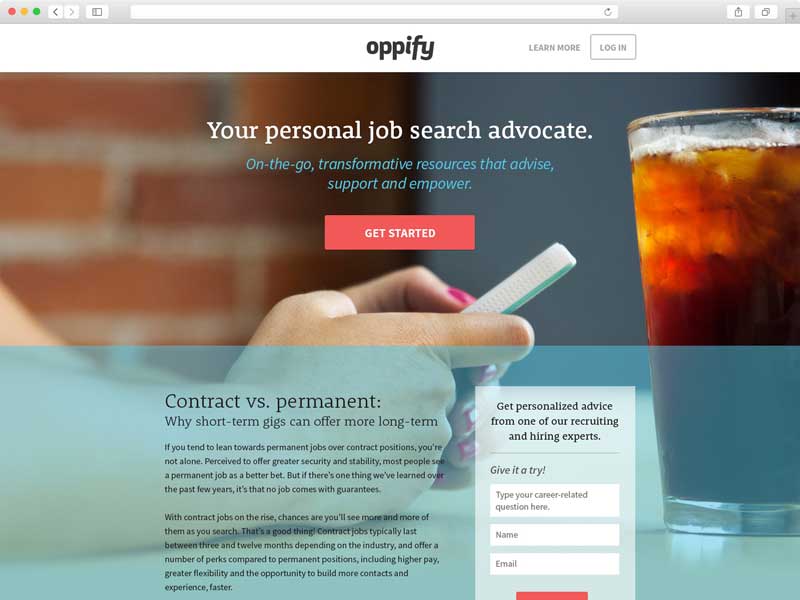 oppify
LEARN MORE
LOG IN
Your personal job search advocate.
On-the-go, transformative resources that advise,
support and empower.
GET STARTED
Contract vs. permanent:
Why short-term gigs can offer more long-term
If you tend to lean towards permanent jobs over contract positions, you're
not alone. Perceived to offer greater security and stability, most people see
a permanent job as a better bet. But if there's one thing we've learned over
the past few years, it's that no job comes with guarantees.
With contract jobs on the rise, chances are you'll see more and more of
them as you search. That's a good thing! Contract jobs typically last
between three and twelve months depending on the industry, and offer a
number of perks compared to permanent positions, including higher pay,
greater flexibility and the opportunity to build more contacts and
experience, faster.
Get personalized advice
from one of our recruiting
and hiring experts.
Give it a try!
Type your career-related
question here.
Name
Email